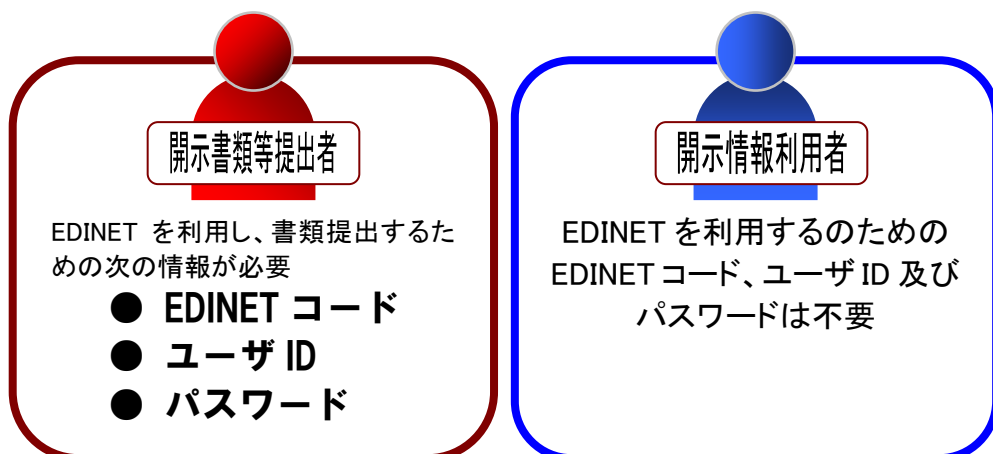 開示書類等提出者
EDINET を利用し、書類提出するた
めの次の情報が必要
● EDINET コード
● ユーザ ID
● パスワード
開示情報利用者
EDINET を利用するのための
EDINET コード、ユーザ ID 及び
パスワードは不要